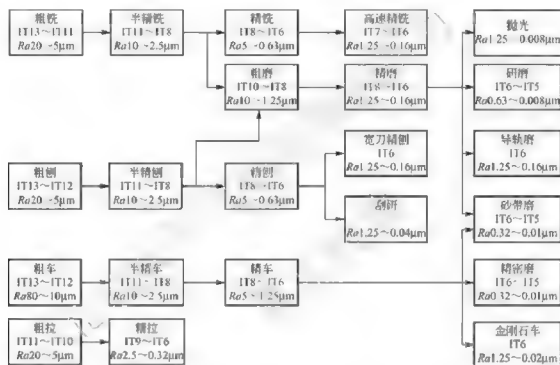 粗铣
IT13～IT11
Ra20～5μm
半精铣
IT11～IT8
Ra10～2.5μm
精铣
IT8～IT6
Ra5～0.63μm
高速精铣
IT7～IT6
Ra1.25～0.16μm
抛光
Ra1.25～0.008μm
粗磨
IT10～IT8
Ra10～1.25μm
精磨
IT8～IT6
Ra1.25～0.16μm
研磨
IT6～IT5
Ra0.63～0.008μm
粗刨
IT13～IT12
Ra20～5μm
半精刨
IT11～IT8
Ra10～2.5μm
精刨
IT8～IT6
Ra5～0.63μm
宽刀精刨
IT6
Ra1.25～0.16μm
导轨磨
IT6
Ra1.25～0.16μm
刮研
Ra1.25～0.04μm
砂带磨
IT6～IT5
Ra0.32～0.01μm
粗车
IT13～IT12
Ra80～10μm
半精车
IT11～IT8
Ra10～2.5μm
精车
IT8～IT6
Ra5～1.25μm
精密磨
IT6～IT5
Ra0.32～0.01μm
粗拉
IT11～IT10
Ra20～5μm
精拉
IT9～IT6
Ra2.5～0.32μm
金刚石车
IT6
Ra1.25～0.02μm